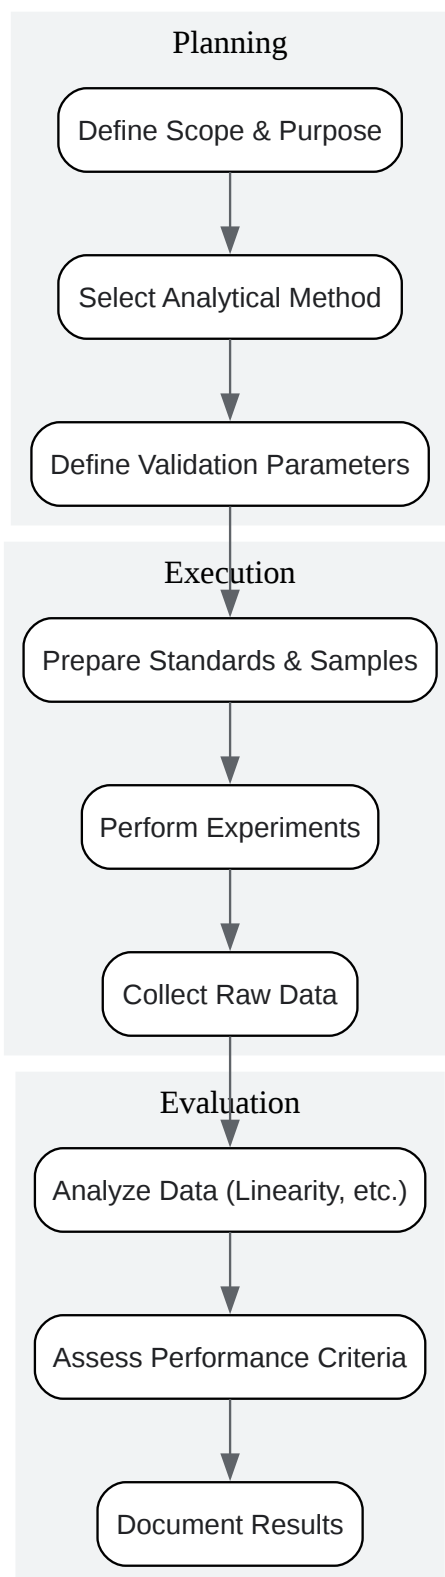 Planning
Define Scope & Purpose
Select Analytical Method
Define Validation Parameters
Execution
Prepare Standards & Samples
Perform Experiments
Collect Raw Data
Evaluation
Analyze Data (Linearity, etc.)
Assess Performance Criteria
Document Results